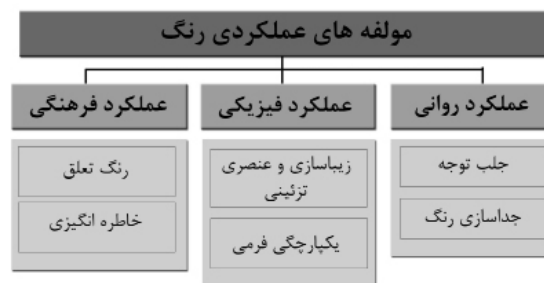 مولفه های عملکردی رنگ
عملکرد روانی
جلب توجه
جداسازی رنگ
عملکرد فیزیکی
زیباسازی و عنصری
تزئینی
یکپارچگی فرمی
عملکرد فرهنگی
رنگ تعلق
خاطره انگیزی